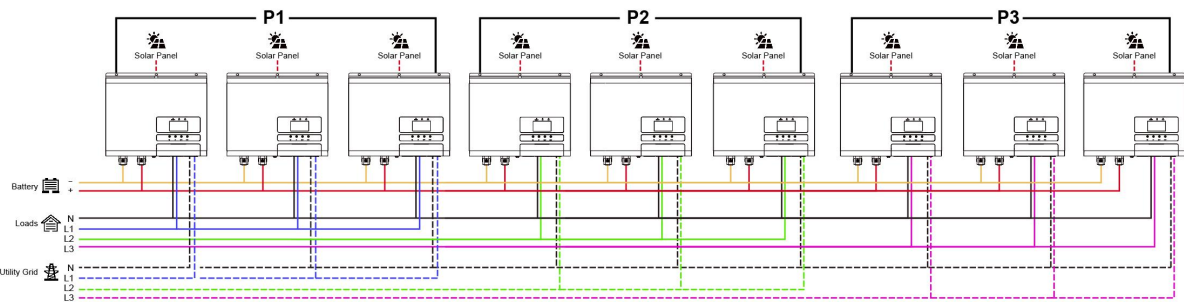 P1 P2 P3
Solar Panel Solar Panel Solar Panel Solar Panel Solar Panel Solar Panel Solar Panel Solar Panel Solar Panel
Battery −
+
Loads N
L1
L2
L3
Utility Grid N
L1
L2
L3